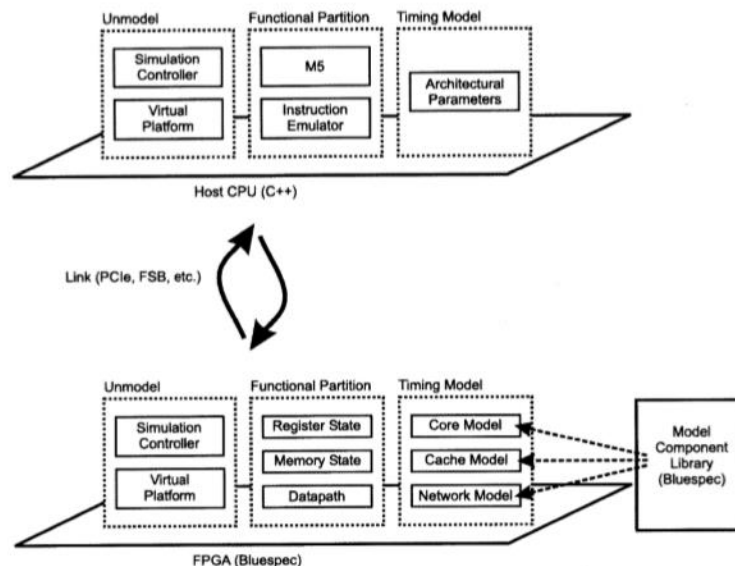 Unmodel
Functional Partition
Timing Model
Simulation
Controller
Virtual
Platform
M5
Instruction
Emulator
Architectural
Parameters
Host CPU (C++)
Link (PCIe, FSB, etc.)
Unmodel
Functional Partition
Timing Model
Simulation
Controller
Virtual
Platform
Register State
Memory State
Datapath
Core Model
Cache Model
Network Model
Model
Component
Library
(Bluespec)
FPGA (Bluespec)